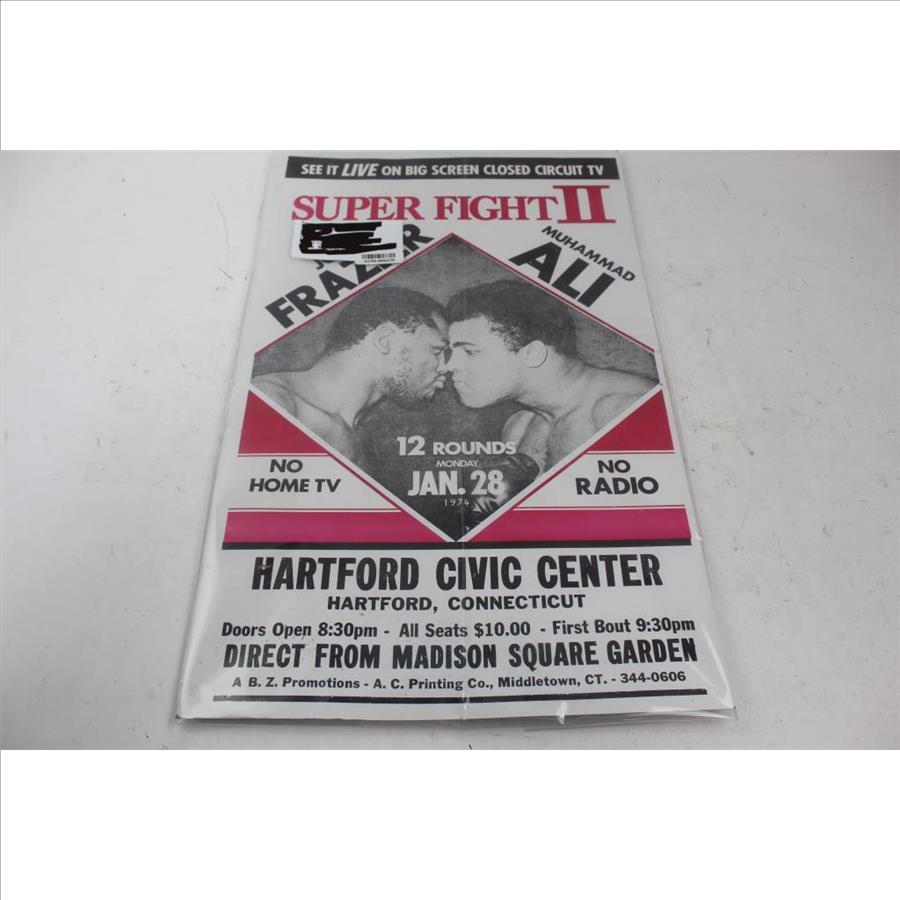 SEE IT LIVE ON BIG SCREEN CLOSED CIRCUIT TV
SUPER FIGHT II
FRAZIER
MUHAMMAD
ALI
12 ROUNDS
MONDAY
JAN. 28
1974
NO
HOME TV
NO
RADIO
HARTFORD CIVIC CENTER
HARTFORD, CONNECTICUT
Doors Open 8:30pm - All Seats $10.00 - First Bout 9:30pm
DIRECT FROM MADISON SQUARE GARDEN
A B. Z. Promotions - A. C. Printing Co., Middletown, CT. - 344-0606